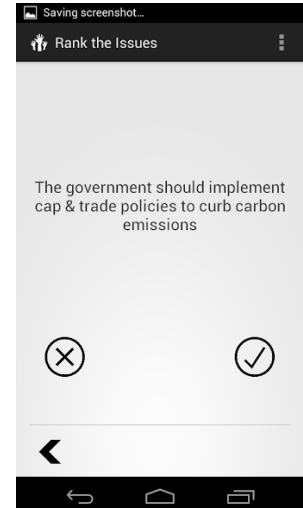 Saving screenshot...
Rank the Issues
The government should implement
cap & trade policies to curb carbon
emissions